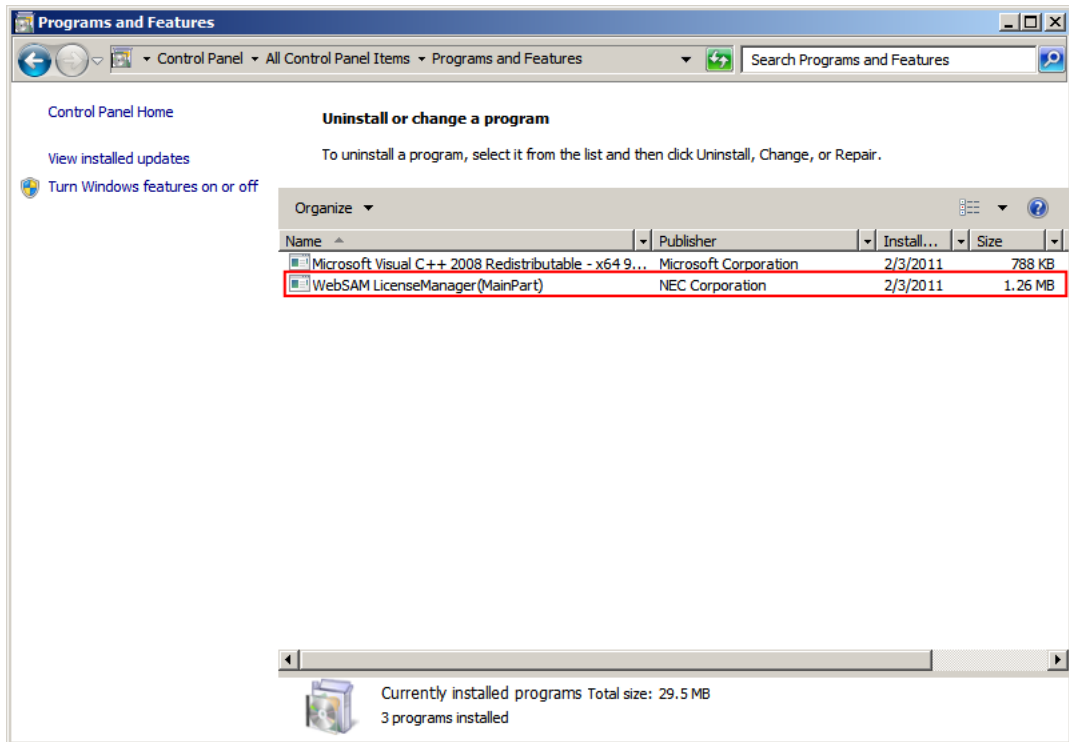 Programs and Features
Control Panel All Control Panel Items Programs and Features Search Programs and Features
Control Panel Home
Uninstall or change a program
View installed updates
To uninstall a program, select it from the list and then click Uninstall, Change, or Repair.
Turn Windows features on or off
Organize
Name Publisher Install... Size
Microsoft Visual C++ 2008 Redistributable - x64 9... Microsoft Corporation 2/3/2011 788 KB
WebSAM LicenseManager(MainPart) NEC Corporation 2/3/2011 1.26 MB
Currently installed programs Total size: 29.5 MB
3 programs installed